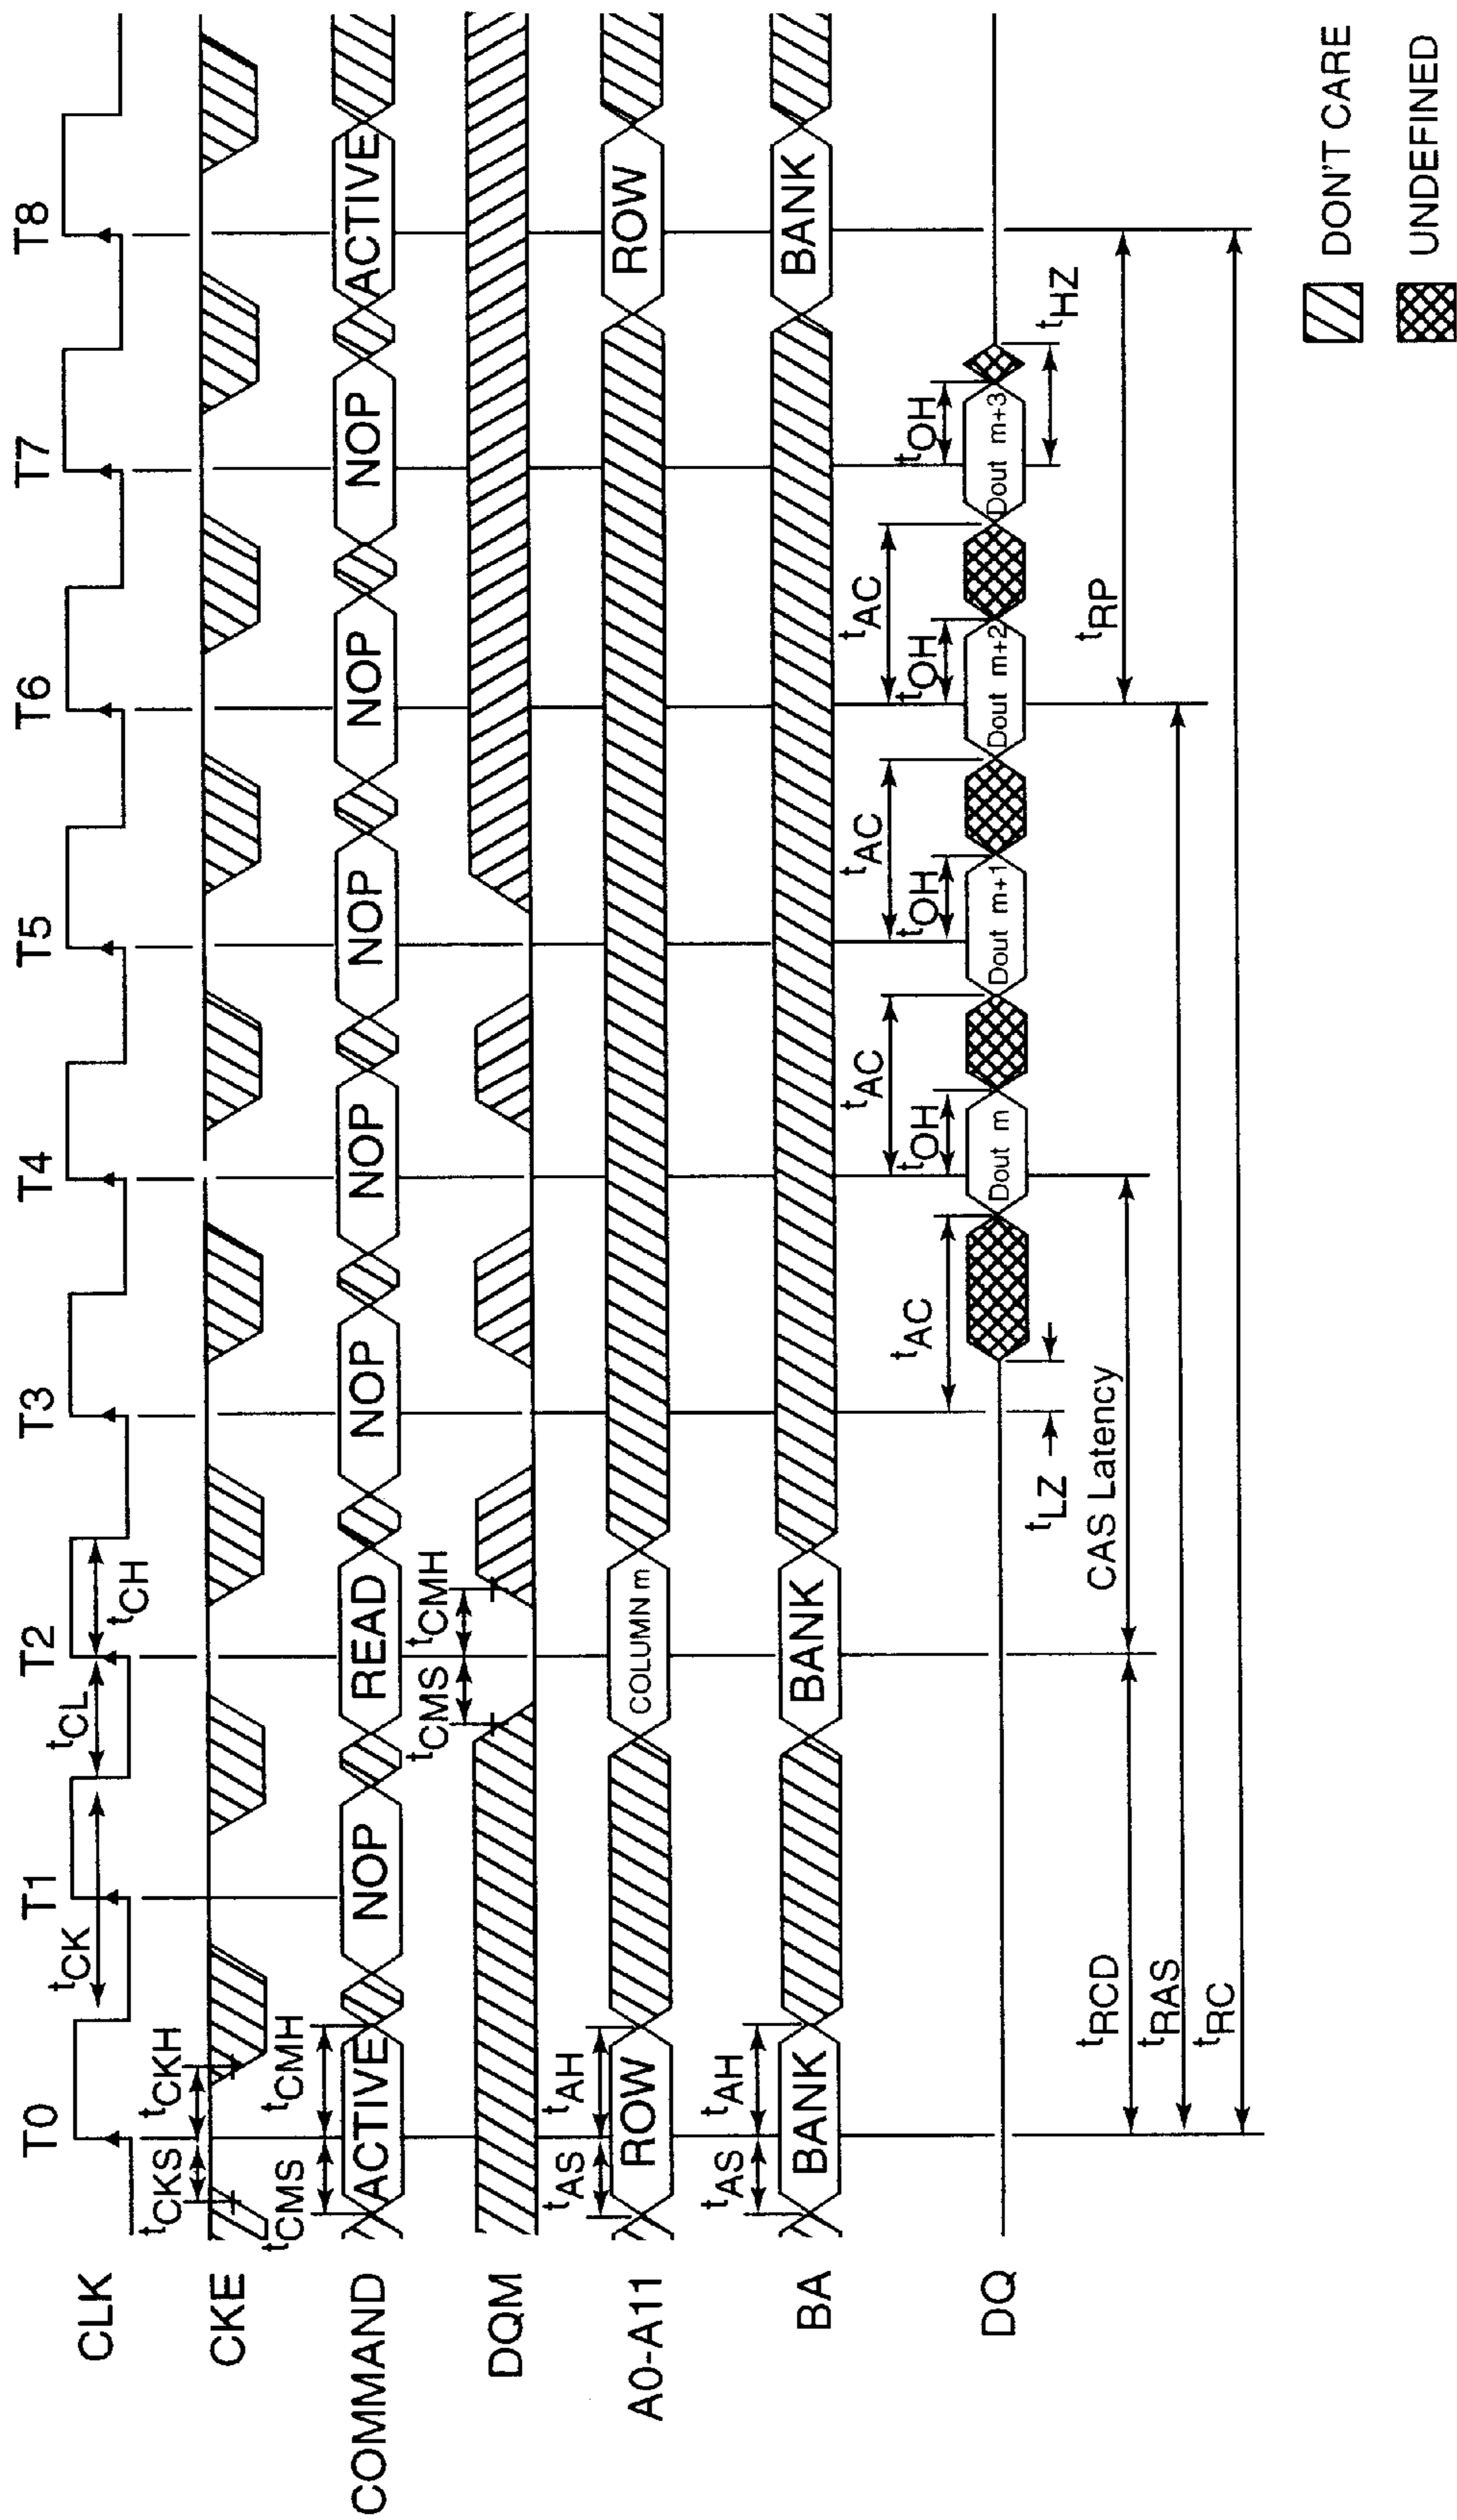 T0 T1 T2 T3 T4 T5 T6 T7 T8
CLK
tCK tCL tCH
tCKS tCKH
CKE
tCMS tCMH
COMMAND ACTIVE NOP READ NOP NOP NOP NOP NOP ACTIVE
tCMS tCMH
DQM
tAS tAH
A0-A11 ROW COLUMN m ROW
tAS tAH
BA BANK BANK BANK
tAC tAC tAC tAC
tOH tOH tOH tOH
DQ Dout m Dout m+1 Dout m+2 Dout m+3
tLZ tHZ
tRCD CAS Latency tRP
tRAS
tRC
DON'T CARE
UNDEFINED